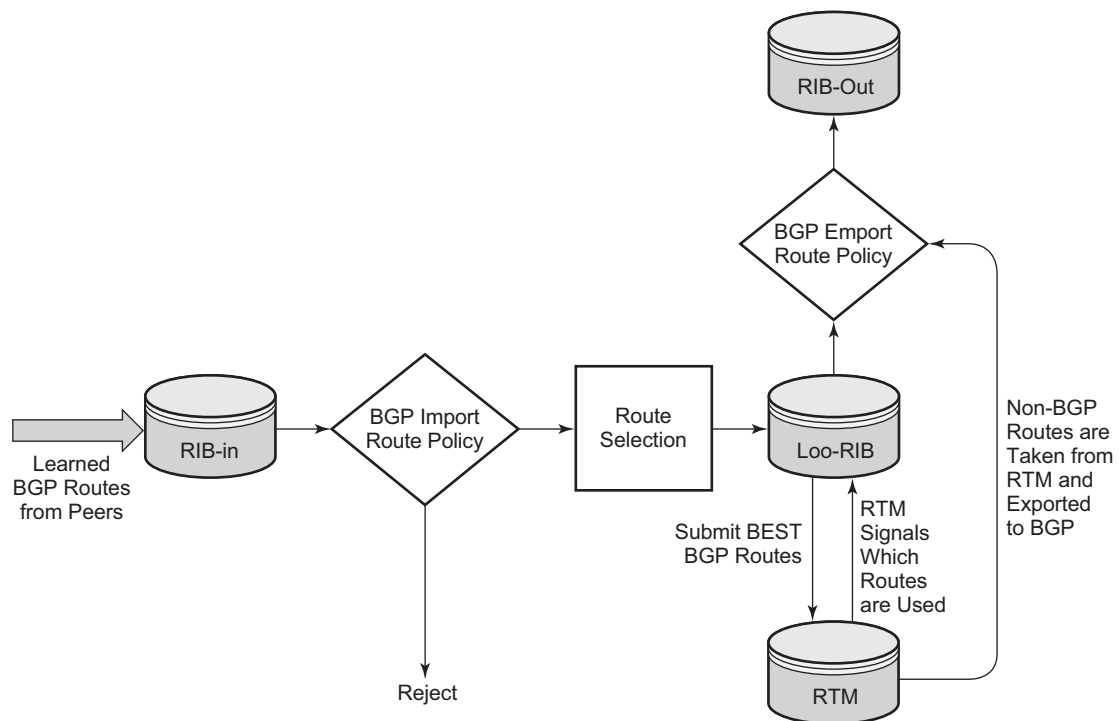 RIB-Out
BGP Emport
Route Policy
Learned
BGP Routes
from Peers
RIB-in
BGP Import
Route Policy
Reject
Route
Selection
Loo-RIB
Submit BEST
BGP Routes
RTM
Signals
Which
Routes
are Used
RTM
Non-BGP
Routes are
Taken from
RTM and
Exported
to BGP